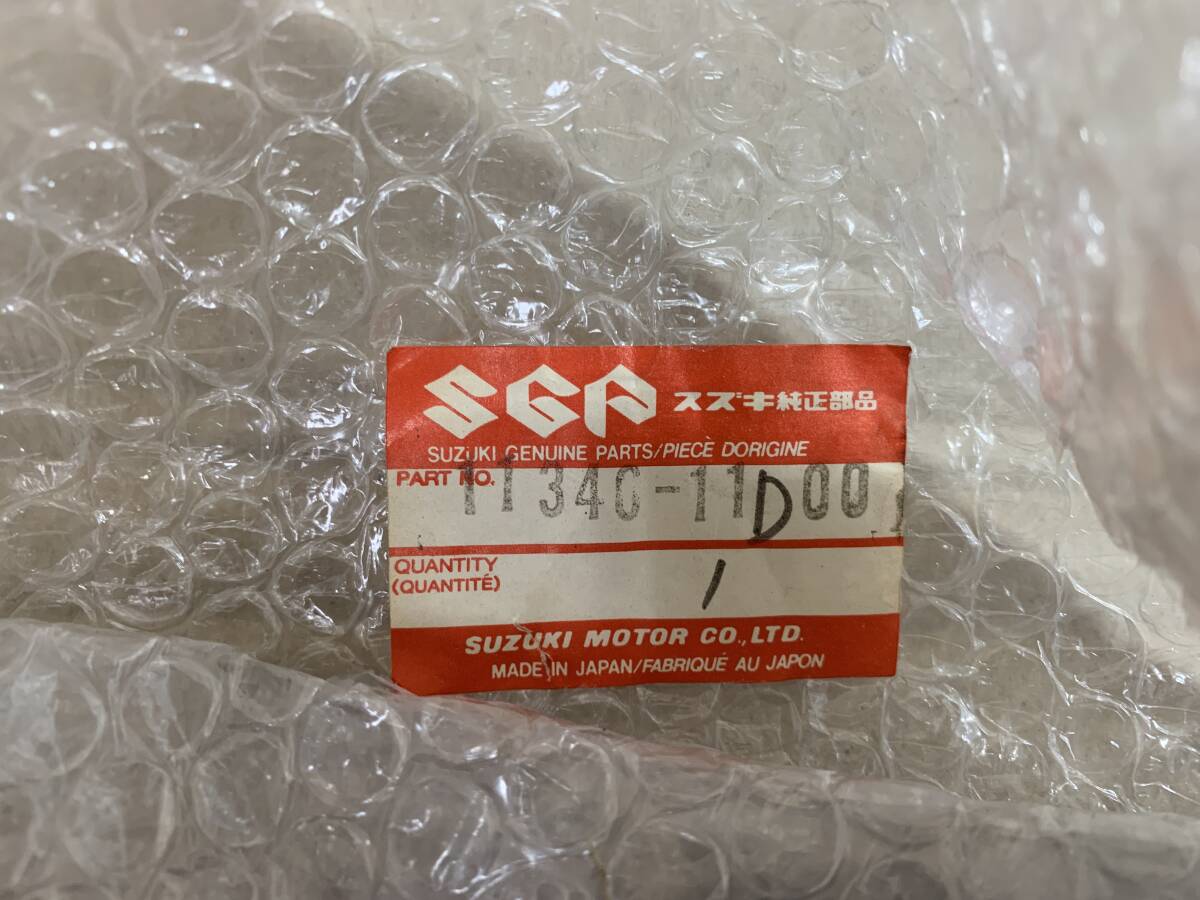 SGP スズキ純正部品
SUZUKI GENUINE PARTS/PIECÈ DORIGINE
PART NO. 11340-11D00
QUANTITY
(QUANTITÉ) 1
SUZUKI MOTOR CO., LTD.
MADE IN JAPAN/FABRIQUÉ AU JAPON